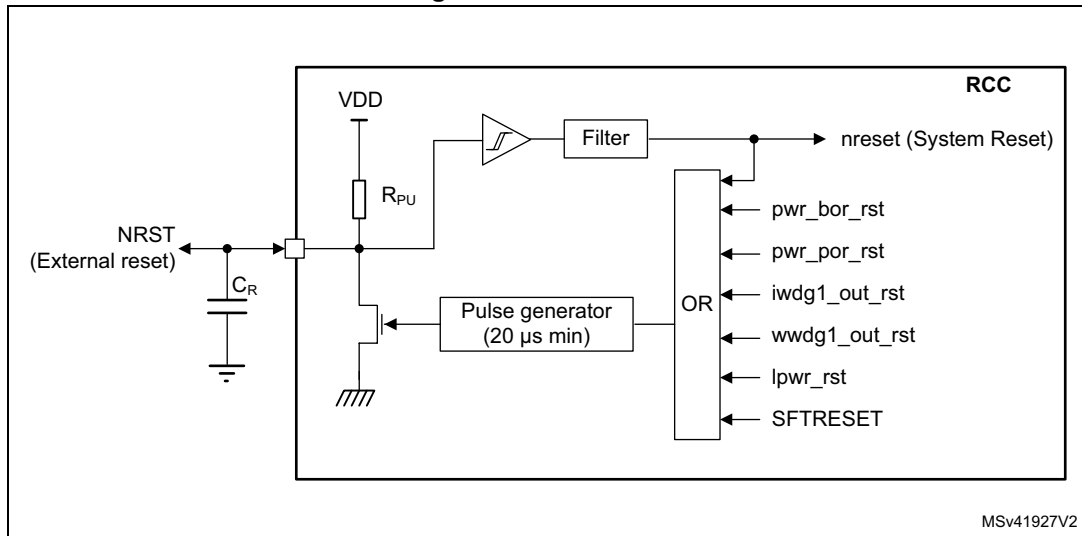 RCC
VDD
Filter
nreset (System Reset)
RPU
pwr_bor_rst
NRST
(External reset)
pwr_por_rst
CR
OR
iwdg1_out_rst
Pulse generator
(20 µs min)
wwdg1_out_rst
lpwr_rst
SFTRESET
MSv41927V2